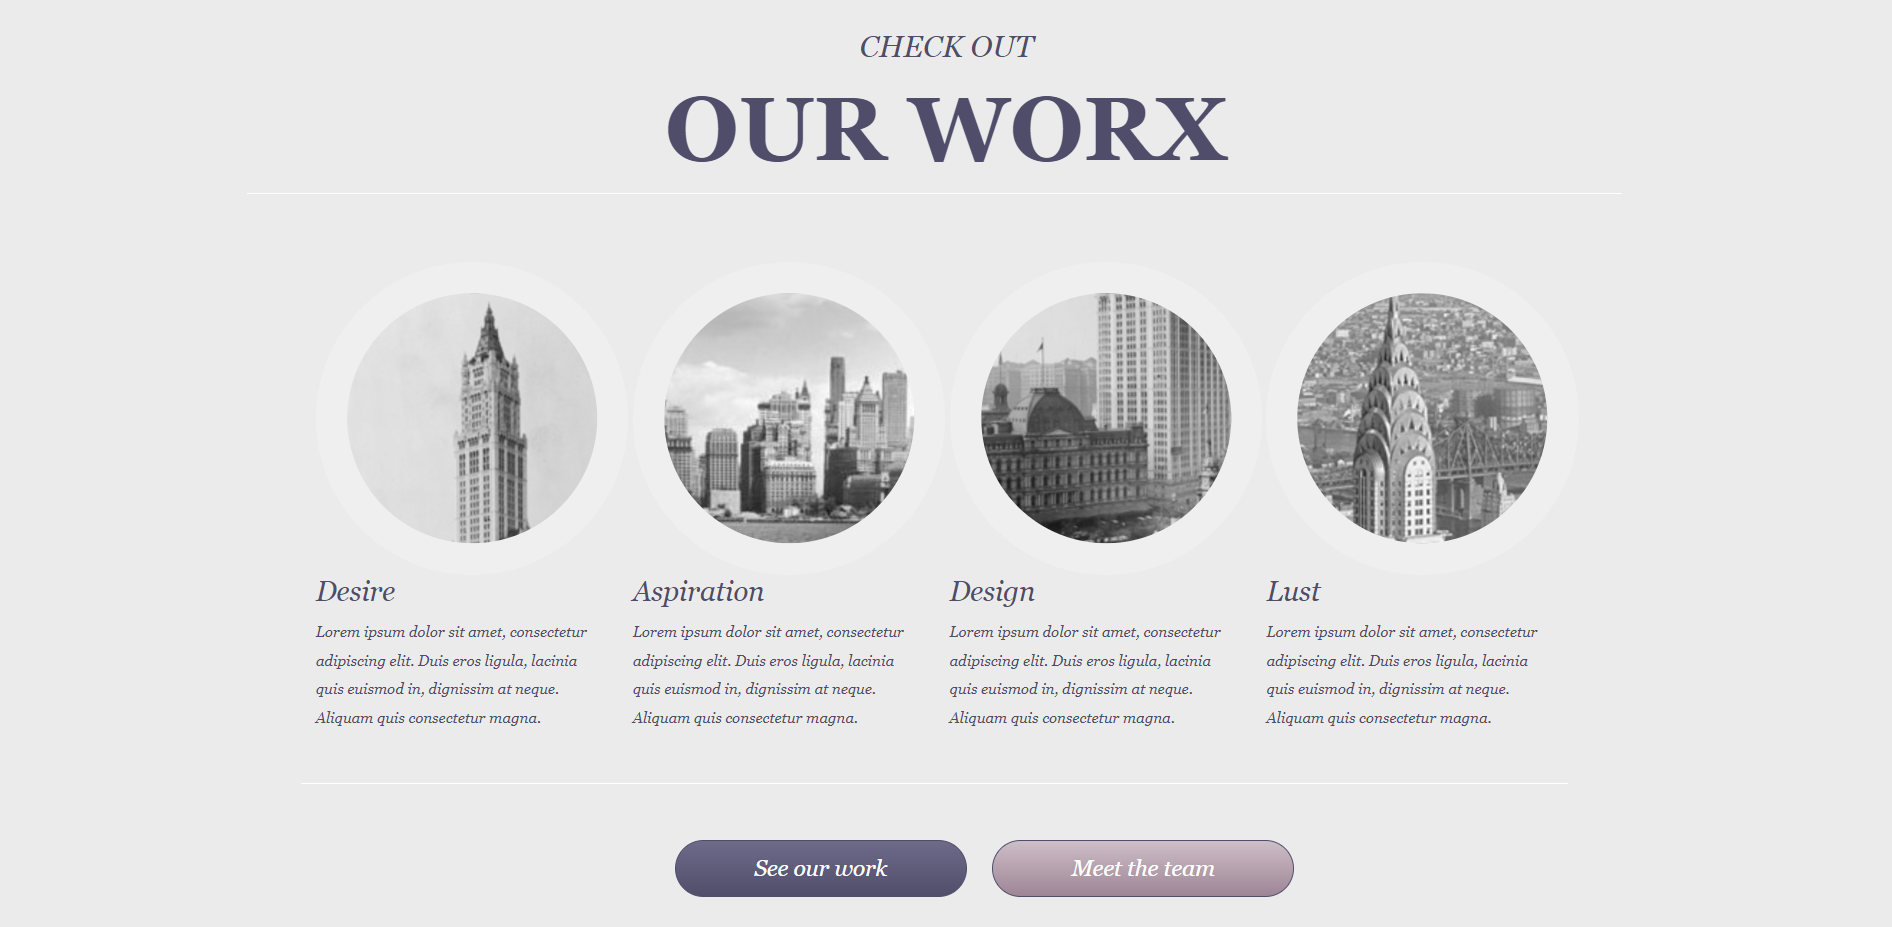 CHECK OUT
OUR WORX
Desire
Lorem ipsum dolor sit amet, consectetur
adipiscing elit. Duis eros ligula, lacinia
quis euismod in, dignissim at neque.
Aliquam quis consectetur magna.
Aspiration
Lorem ipsum dolor sit amet, consectetur
adipiscing elit. Duis eros ligula, lacinia
quis euismod in, dignissim at neque.
Aliquam quis consectetur magna.
Design
Lorem ipsum dolor sit amet, consectetur
adipiscing elit. Duis eros ligula, lacinia
quis euismod in, dignissim at neque.
Aliquam quis consectetur magna.
Lust
Lorem ipsum dolor sit amet, consectetur
adipiscing elit. Duis eros ligula, lacinia
quis euismod in, dignissim at neque.
Aliquam quis consectetur magna.
See our work
Meet the team